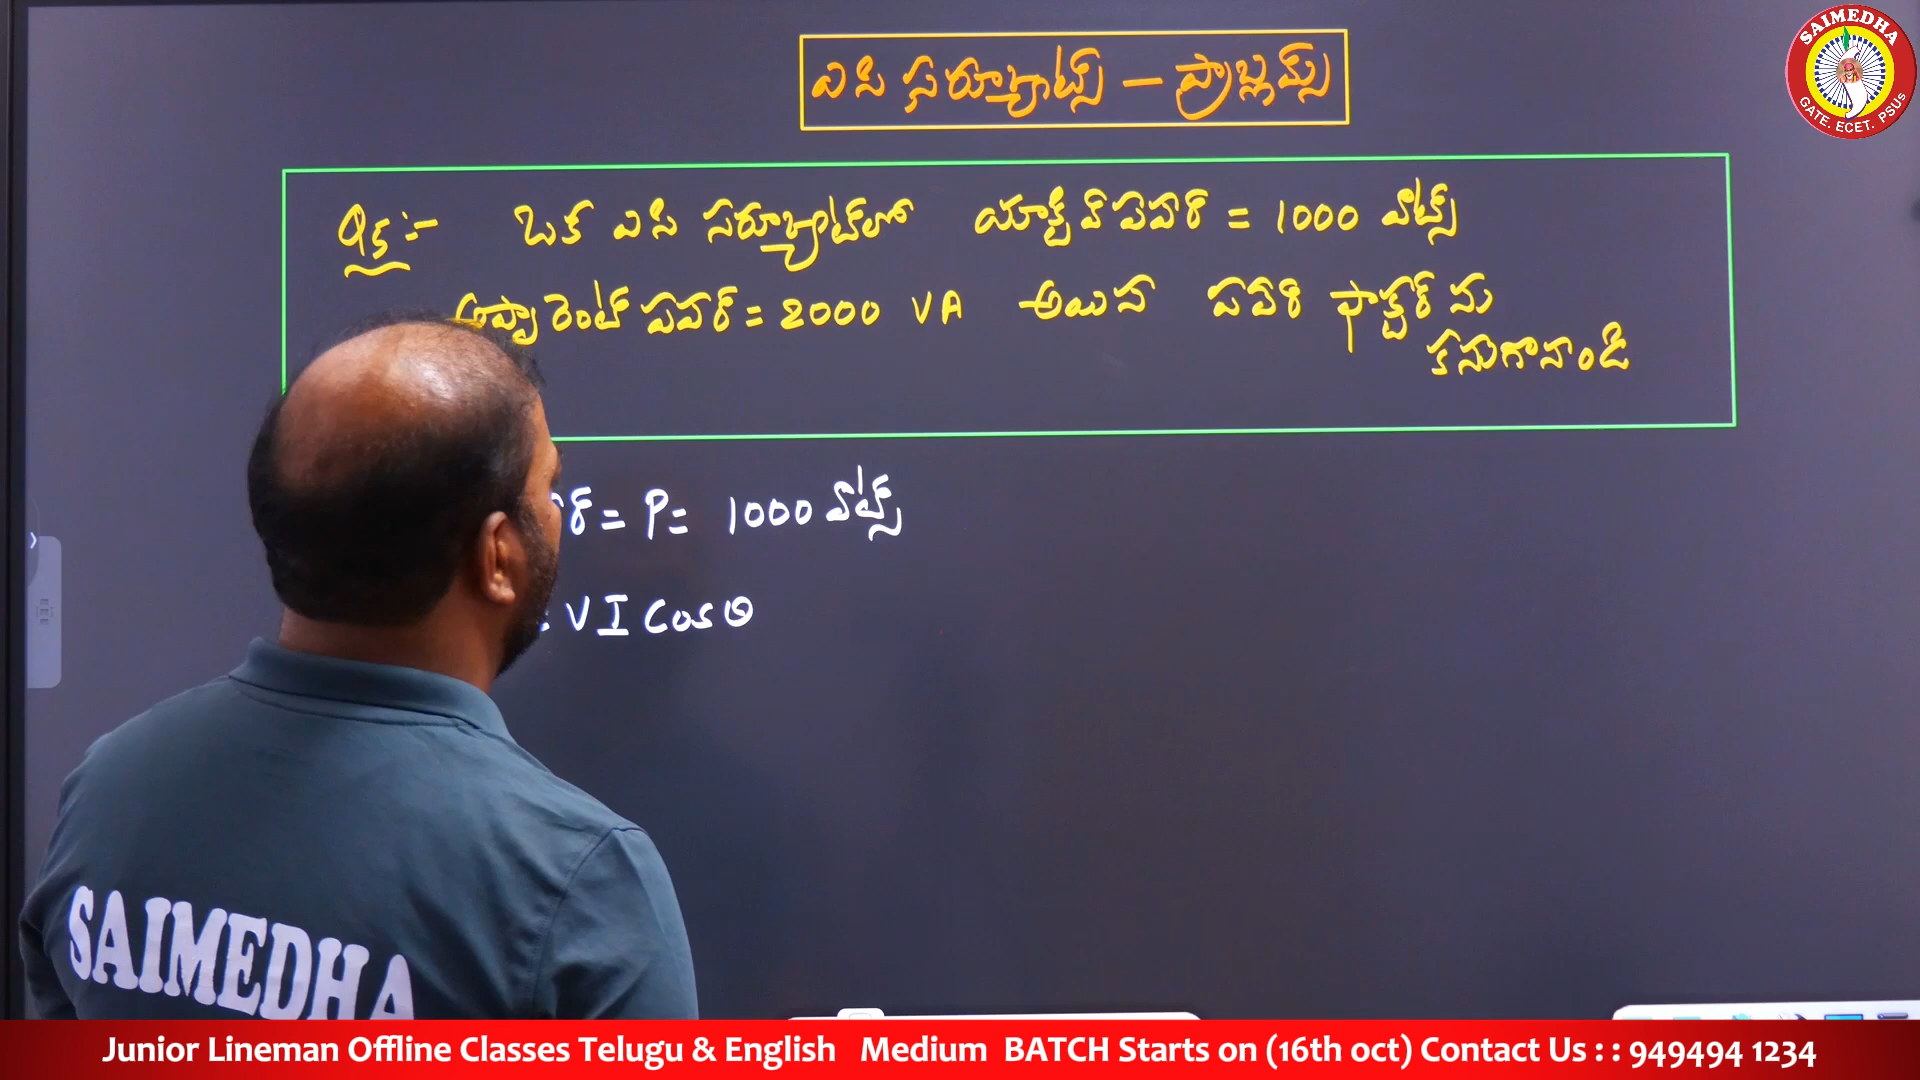 SAIMEDHA
GATE. ECET. PSUs
ఎసి సర్క్యూట్స్ – ప్రాబ్లమ్స్
ఒక ఎసి సర్క్యూట్‌లో యాక్టివ్ పవర్ = 1000 వాట్స్
అప్పారెంట్ పవర్ = 2000 VA అయిన పవర్ ఫ్యాక్టర్ ను
కనుగొనండి
ర్ = P = 1000 వాట్స్
VI Cosθ
SAIMEDHA
Junior Lineman Offline Classes Telugu & English Medium BATCH Starts on (16th oct) Contact Us : : 949494 1234